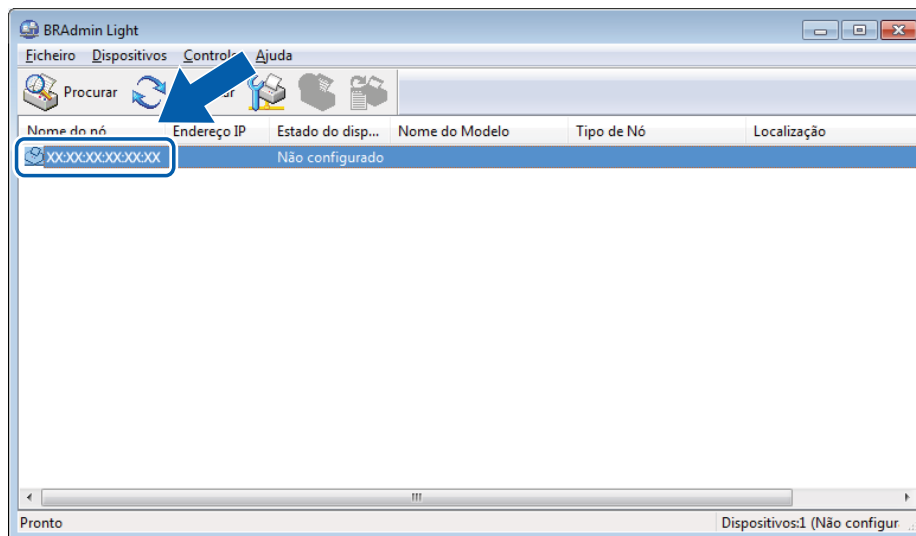 BRAdmin Light
Ficheiro Dispositivos Controlo Ajuda
Procurar
Nome do nó Endereço IP Estado do disp... Nome do Modelo Tipo de Nó Localização
XX:XX:XX:XX:XX:XX Não configurado
Pronto Dispositivos:1 (Não configur